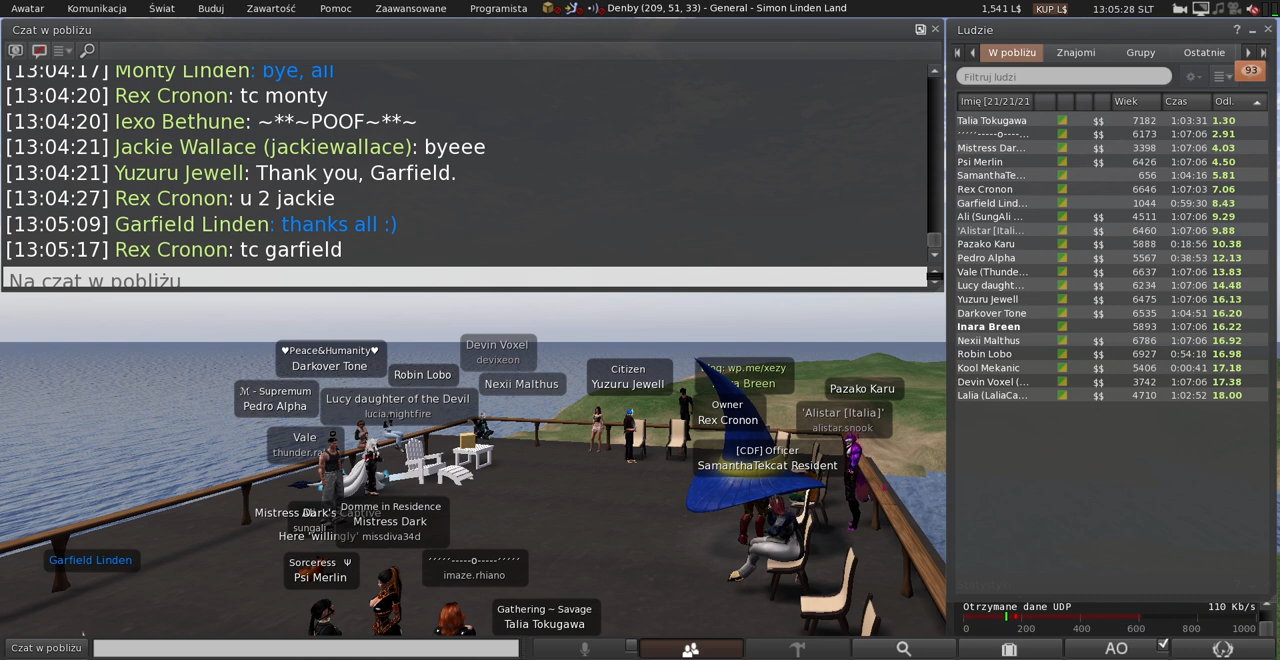 Awatar Komunikacja Świat Buduj Zawartość Pomoc Zaawansowane Programista Denby (209, 51, 33) - General - Simon Linden Land 1,541 L$ KUP L$ 13:05:28 SLT
Czat w pobliżu
[13:04:17] Monty Linden: bye, all
[13:04:20] Rex Cronon: tc monty
[13:04:20] Iexo Bethune: ~**~POOF~**~
[13:04:21] Jackie Wallace (jackiewallace): byeee
[13:04:21] Yuzuru Jewell: Thank you, Garfield.
[13:04:27] Rex Cronon: u 2 jackie
[13:05:09] Garfield Linden: thanks all :)
[13:05:17] Rex Cronon: tc garfield
Na czat w pobliżu
Devin Voxel
devixeon
♥Peace&Humanity♥
Darkover Tone
Robin Lobo
Nexii Malthus
Citizen
Yuzuru Jewell
blog: wp.me/xezy
Inara Breen
Pazako Karu
ℳ - Supremum
Pedro Alpha
Lucy daughter of the Devil
lucia.nightfire
Owner
Rex Cronon
'Alistar [Italia]'
alistar.snook
Vale
[CDF] Officer
SamanthaTekcat Resident
Mistress Dark's Captive
sungali
Here 'willingly'
Domme in Residence
Mistress Dark
missdiva34d
Garfield Linden
Sorceress Ψ
Psi Merlin
´´´´´-----o-----´´´´´
imaze.rhiano
Gathering ~ Savage
Talia Tokugawa
Czat w pobliżu
AO
Ludzie
W pobliżu Znajomi Grupy Ostatnie
Filtruj ludzi 93
Imię [21/21/21 Wiek Czas Odl.
Talia Tokugawa $$ 7182 1:03:31 1.30
´´´´´-----o----... $$ 6173 1:07:06 2.91
Mistress Dar... $$ 3398 1:07:06 4.03
Psi Merlin $$ 6426 1:07:06 4.50
SamanthaTe... 656 1:04:16 5.81
Rex Cronon 6646 1:07:03 7.06
Garfield Lind... 1044 0:59:30 8.43
Ali (SungAli ... $$ 4511 1:07:06 9.29
'Alistar [Itali... $$ 6460 1:07:06 9.88
Pazako Karu $$ 5888 0:18:56 10.38
Pedro Alpha $$ 5567 0:38:53 12.13
Vale (Thunde... $$ 6637 1:07:06 13.83
Lucy daught... $$ 6234 1:07:06 14.48
Yuzuru Jewell $$ 6475 1:07:06 16.13
Darkover Tone $$ 6535 1:04:51 16.20
Inara Breen 5893 1:07:06 16.22
Nexii Malthus $$ 6786 1:07:06 16.92
Robin Lobo $$ 6927 0:54:18 16.98
Kool Mekanic $$ 5406 0:00:41 17.18
Devin Voxel (... $$ 3742 1:07:06 17.38
Lalia (LaliaCa... $$ 4710 1:02:52 18.00
Otrzymane dane UDP 110 Kb/s
0 200 400 600 800 1000